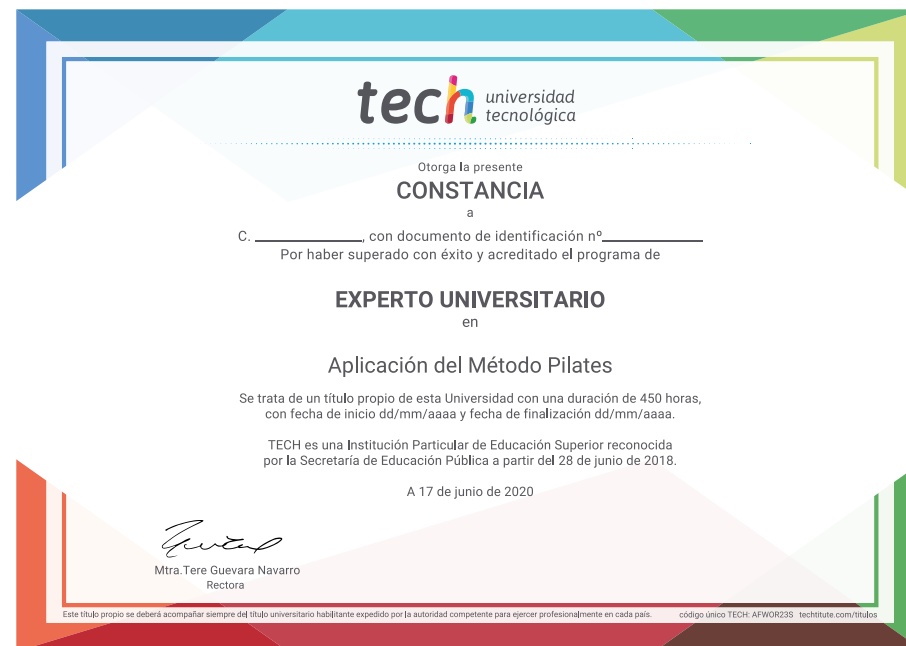 tech universidad
tecnológica
Otorga la presente
CONSTANCIA
a
C. ______________, con documento de identificación nº_____________
Por haber superado con éxito y acreditado el programa de
EXPERTO UNIVERSITARIO
en
Aplicación del Método Pilates
Se trata de un título propio de esta Universidad con una duración de 450 horas,
con fecha de inicio dd/mm/aaaa y fecha de finalización dd/mm/aaaa.
TECH es una Institución Particular de Educación Superior reconocida
por la Secretaría de Educación Pública a partir del 28 de junio de 2018.
A 17 de junio de 2020
Mtra.Tere Guevara Navarro
Rectora
Este título propio se deberá acompañar siempre del título universitario habilitante expedido por la autoridad competente para ejercer profesionalmente en cada país. código único TECH: AFWOR23S techtitute.com/titulos